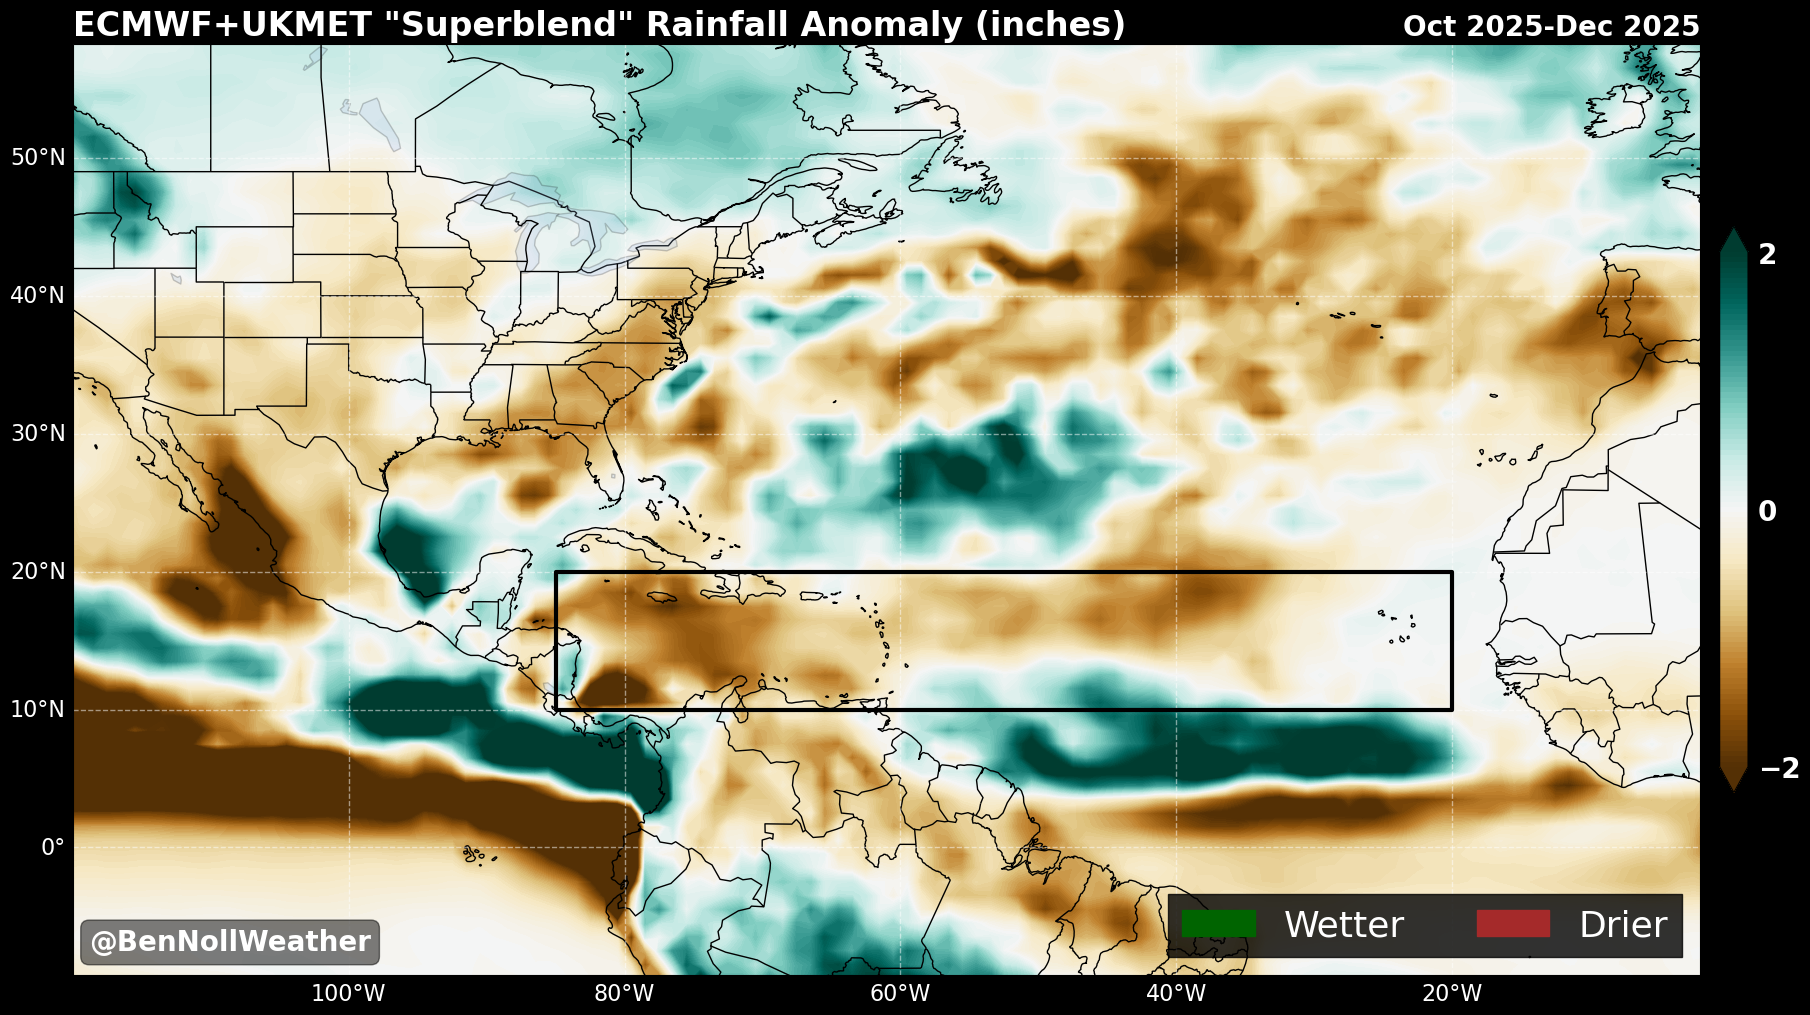 ECMWF+UKMET "Superblend" Rainfall Anomaly (inches)
Oct 2025-Dec 2025
50°N
40°N
30°N
20°N
10°N
0°
2
0
−2
@BenNollWeather
Wetter
Drier
100°W
80°W
60°W
40°W
20°W